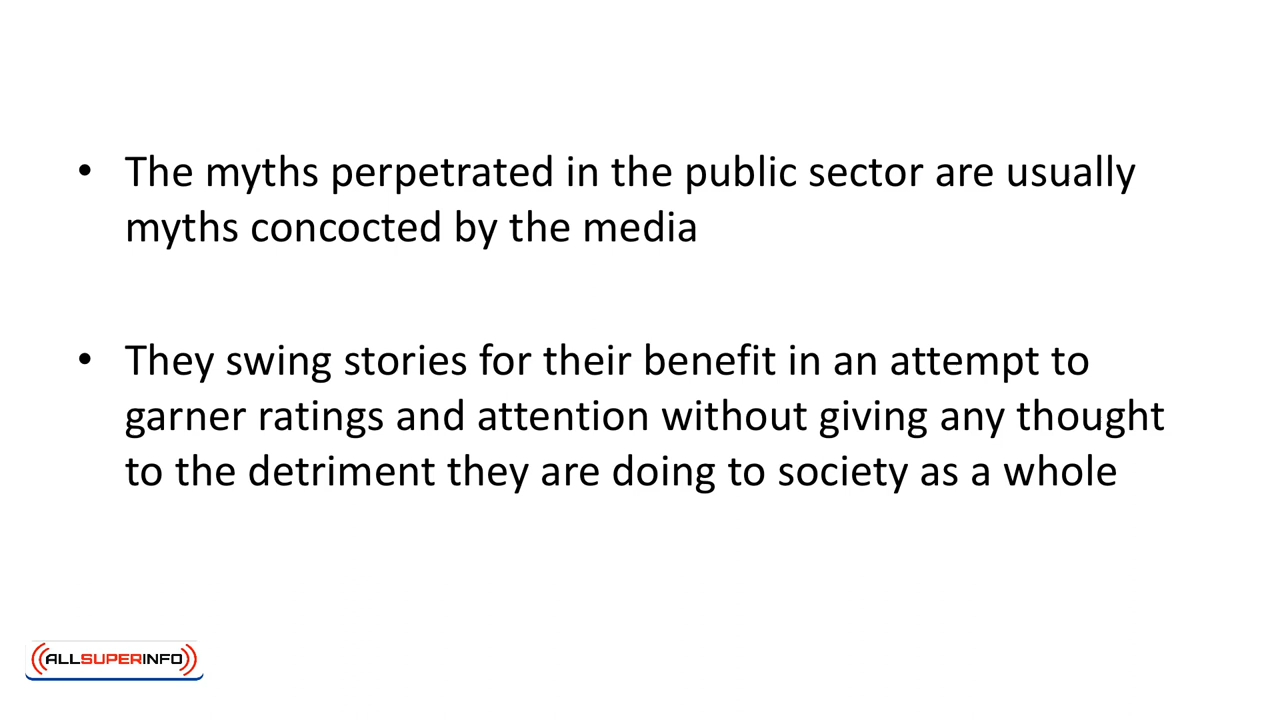 • The myths perpetrated in the public sector are usually
myths concocted by the media
• They swing stories for their benefit in an attempt to
garner ratings and attention without giving any thought
to the detriment they are doing to society as a whole
ALLSUPERINFO